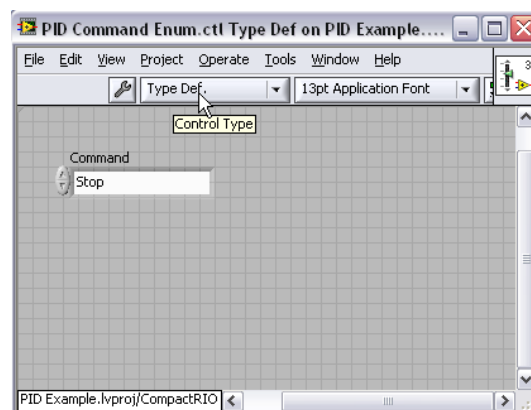 PID Command Enum.ctl Type Def on PID Example....
File Edit View Project Operate Tools Window Help
Type Def. 13pt Application Font
3
Control Type
Command
Stop
PID Example.lvproj/CompactRIO